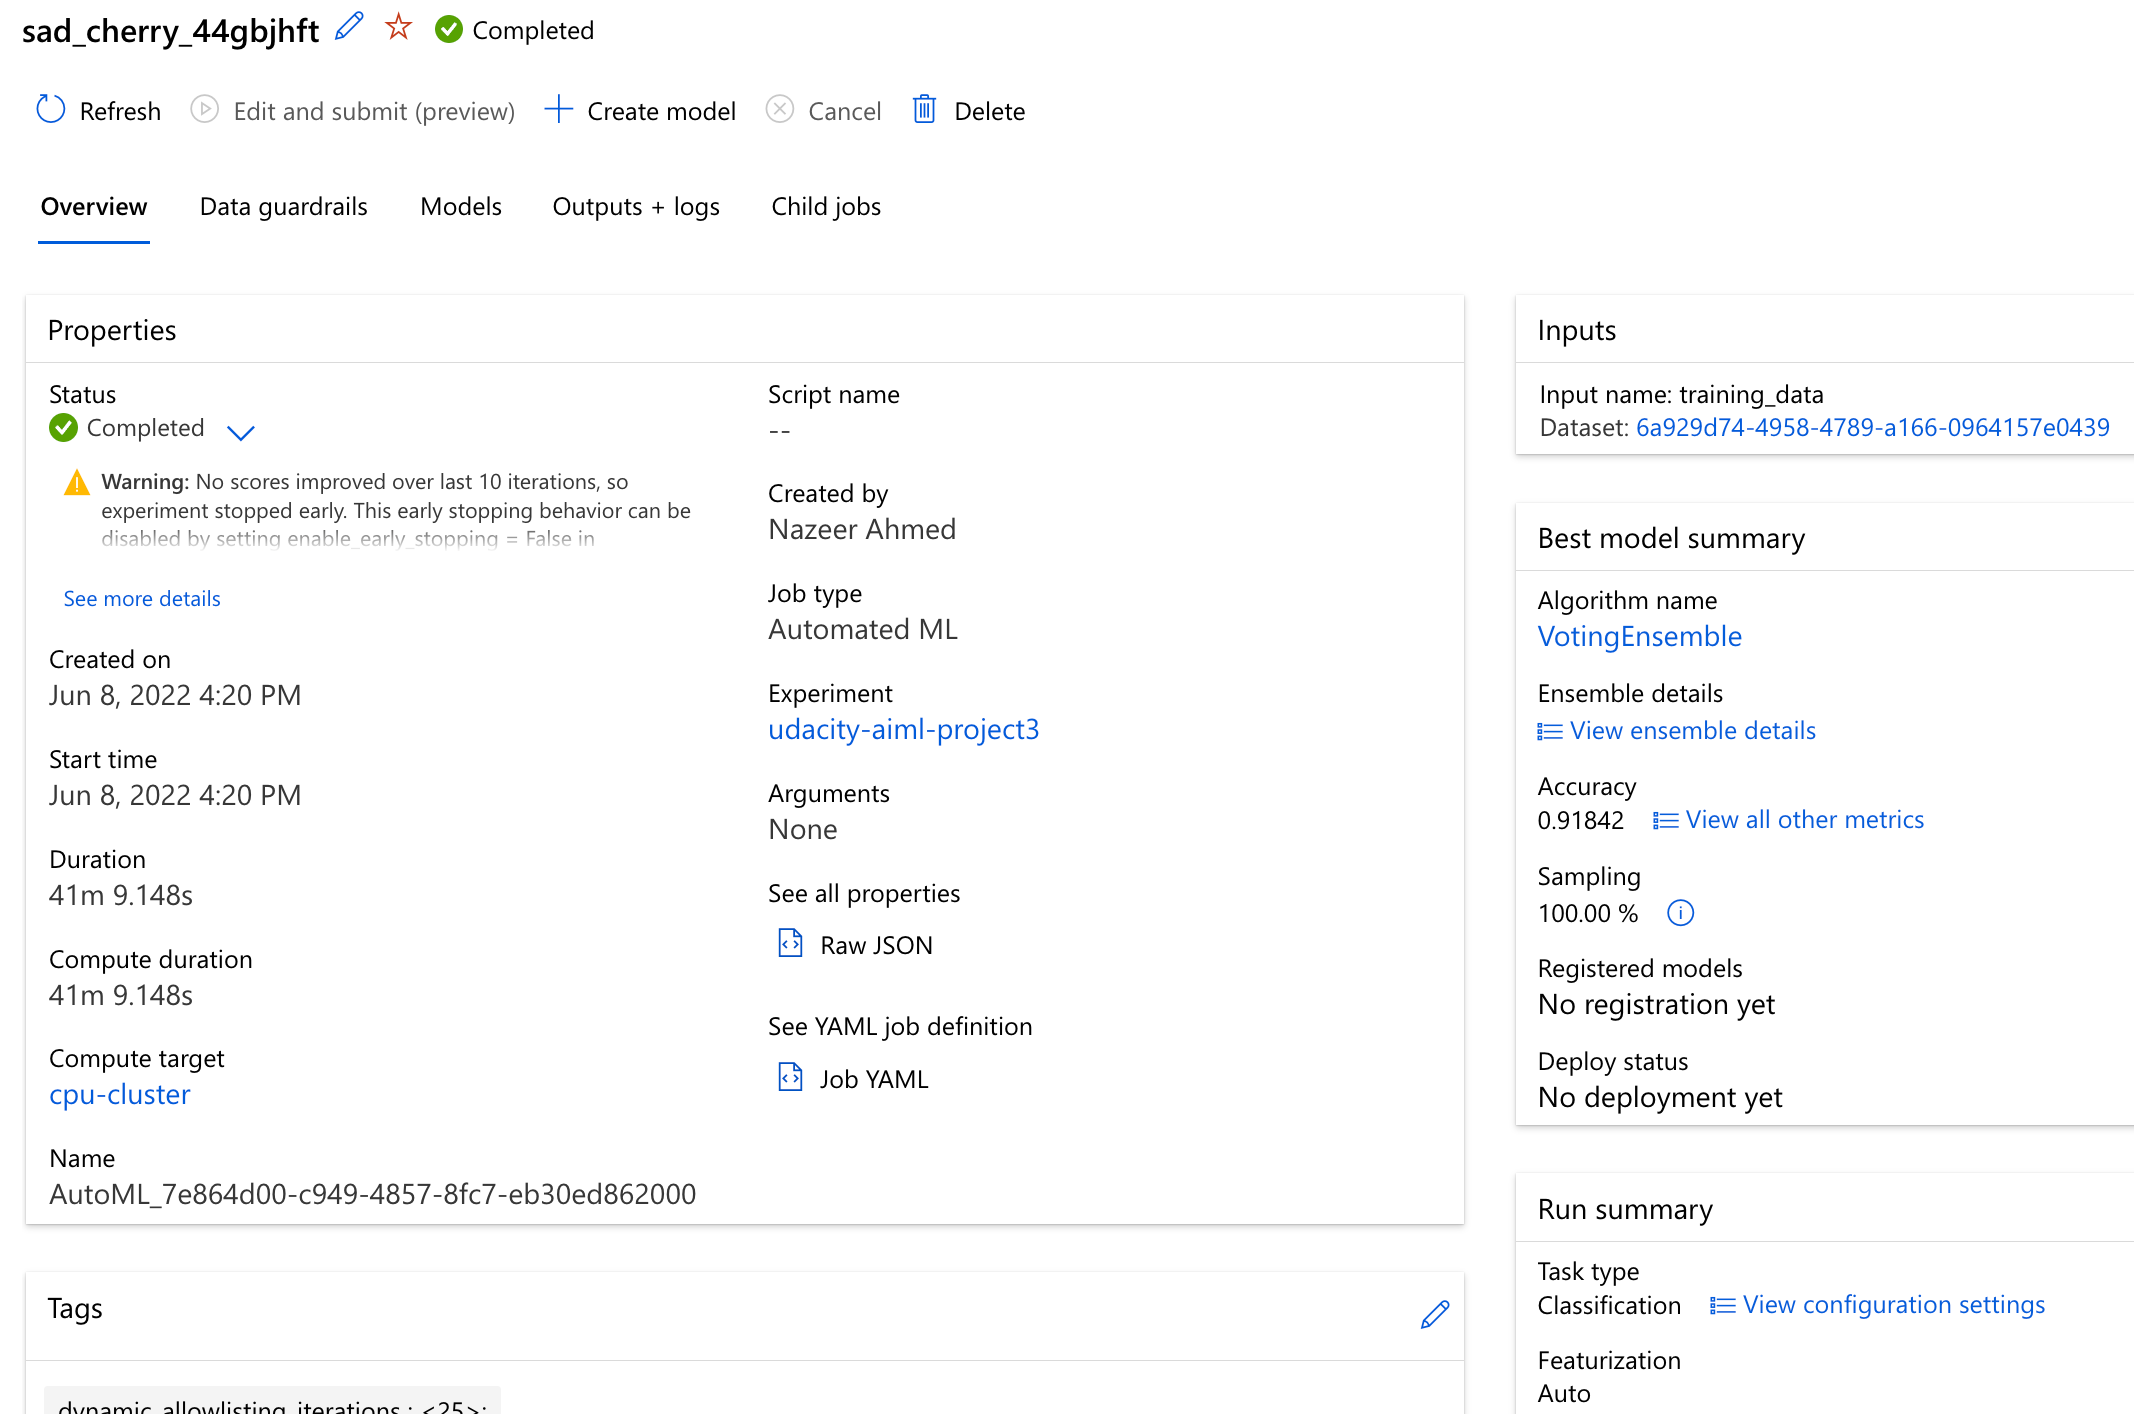 sad_cherry_44gbjhft Completed
Refresh Edit and submit (preview) Create model Cancel Delete
Overview Data guardrails Models Outputs + logs Child jobs
Properties
Status
Completed
Warning: No scores improved over last 10 iterations, so
experiment stopped early. This early stopping behavior can be
disabled by setting enable_early_stopping = False in
See more details
Created on
Jun 8, 2022 4:20 PM
Start time
Jun 8, 2022 4:20 PM
Duration
41m 9.148s
Compute duration
41m 9.148s
Compute target
cpu-cluster
Name
AutoML_7e864d00-c949-4857-8fc7-eb30ed862000
Script name
--
Created by
Nazeer Ahmed
Job type
Automated ML
Experiment
udacity-aiml-project3
Arguments
None
See all properties
Raw JSON
See YAML job definition
Job YAML
Tags
dynamic_allowlisting_iterations : <25>;
Inputs
Input name: training_data
Dataset: 6a929d74-4958-4789-a166-0964157e0439
Best model summary
Algorithm name
VotingEnsemble
Ensemble details
View ensemble details
Accuracy
0.91842 View all other metrics
Sampling
100.00 %
Registered models
No registration yet
Deploy status
No deployment yet
Run summary
Task type
Classification View configuration settings
Featurization
Auto